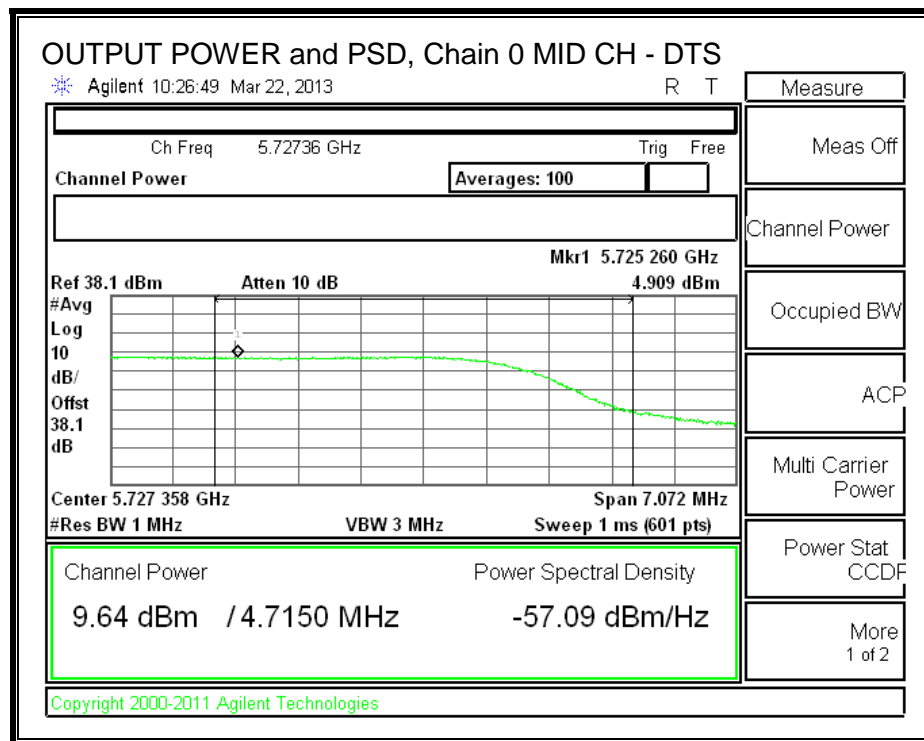 OUTPUT POWER and PSD, Chain 0 MID CH - DTS
Agilent 10:26:49 Mar 22, 2013 R T
Ch Freq 5.72736 GHz Trig Free
Channel Power Averages: 100
Mkr1 5.725 260 GHz
Ref 38.1 dBm Atten 10 dB 4.909 dBm
#Avg
Log
10
dB/
Offst
38.1
dB
1
Center 5.727 358 GHz Span 7.072 MHz
#Res BW 1 MHz VBW 3 MHz Sweep 1 ms (601 pts)
Channel Power Power Spectral Density
9.64 dBm / 4.7150 MHz -57.09 dBm/Hz
Copyright 2000-2011 Agilent Technologies
Measure
Meas Off
Channel Power
Occupied BW
ACP
Multi Carrier
Power
Power Stat
CCDF
More
1 of 2